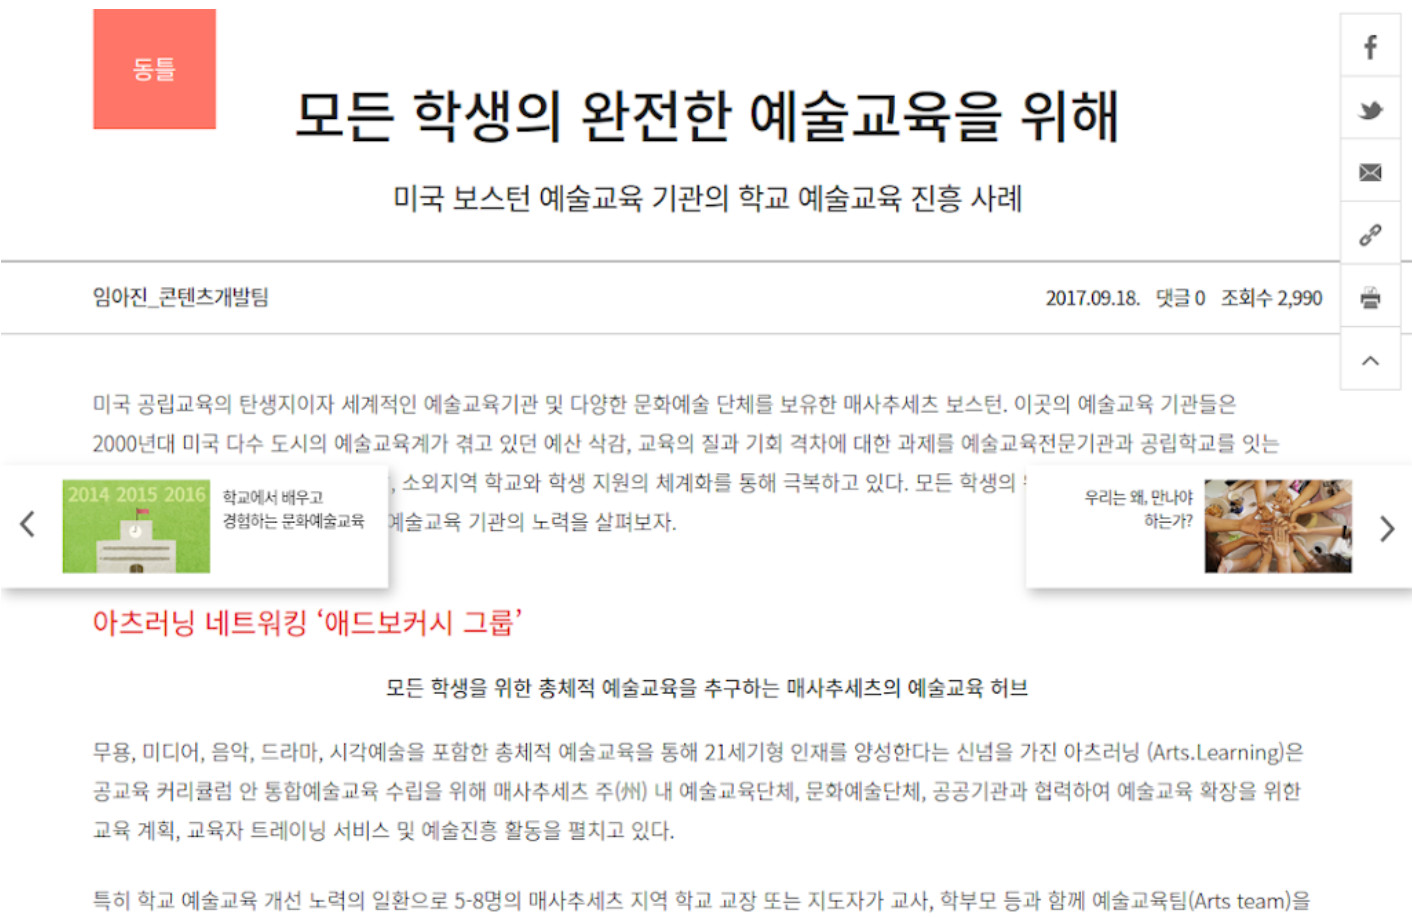 동틀
모든 학생의 완전한 예술교육을 위해
미국 보스턴 예술교육 기관의 학교 예술교육 진흥 사례
임아진_콘텐츠개발팀
2017.09.18. 댓글 0 조회수 2,990
미국 공립교육의 탄생지이자 세계적인 예술교육기관 및 다양한 문화예술 단체를 보유한 매사추세츠 보스턴. 이곳의 예술교육 기관들은
2000년대 미국 다수 도시의 예술교육계가 겪고 있던 예산 삭감, 교육의 질과 기회 격차에 대한 과제를 예술교육전문기관과 공립학교를 잇는
, 소외지역 학교와 학생 지원의 체계화를 통해 극복하고 있다. 모든 학생의
예술교육 기관의 노력을 살펴보자.
2014 2015 2016
학교에서 배우고
경험하는 문화예술교육
우리는 왜, 만나야
하는가?
아츠러닝 네트워킹 ‘애드보커시 그룹’
모든 학생을 위한 총체적 예술교육을 추구하는 매사추세츠의 예술교육 허브
무용, 미디어, 음악, 드라마, 시각예술을 포함한 총체적 예술교육을 통해 21세기형 인재를 양성한다는 신념을 가진 아츠러닝 (Arts.Learning)은
공교육 커리큘럼 안 통합예술교육 수립을 위해 매사추세츠 주(州) 내 예술교육단체, 문화예술단체, 공공기관과 협력하여 예술교육 확장을 위한
교육 계획, 교육자 트레이닝 서비스 및 예술진흥 활동을 펼치고 있다.
특히 학교 예술교육 개선 노력의 일환으로 5-8명의 매사추세츠 지역 학교 교장 또는 지도자가 교사, 학부모 등과 함께 예술교육팀(Arts team)을